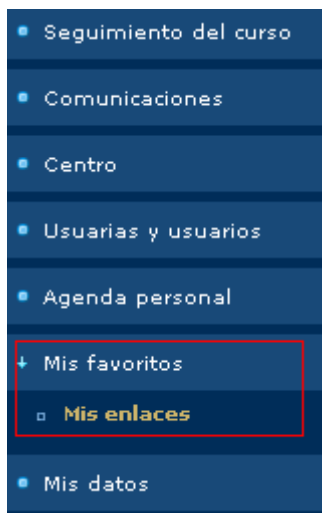 Seguimiento del curso
Comunicaciones
Centro
Usuarias y usuarios
Agenda personal
Mis favoritos
Mis enlaces
Mis datos